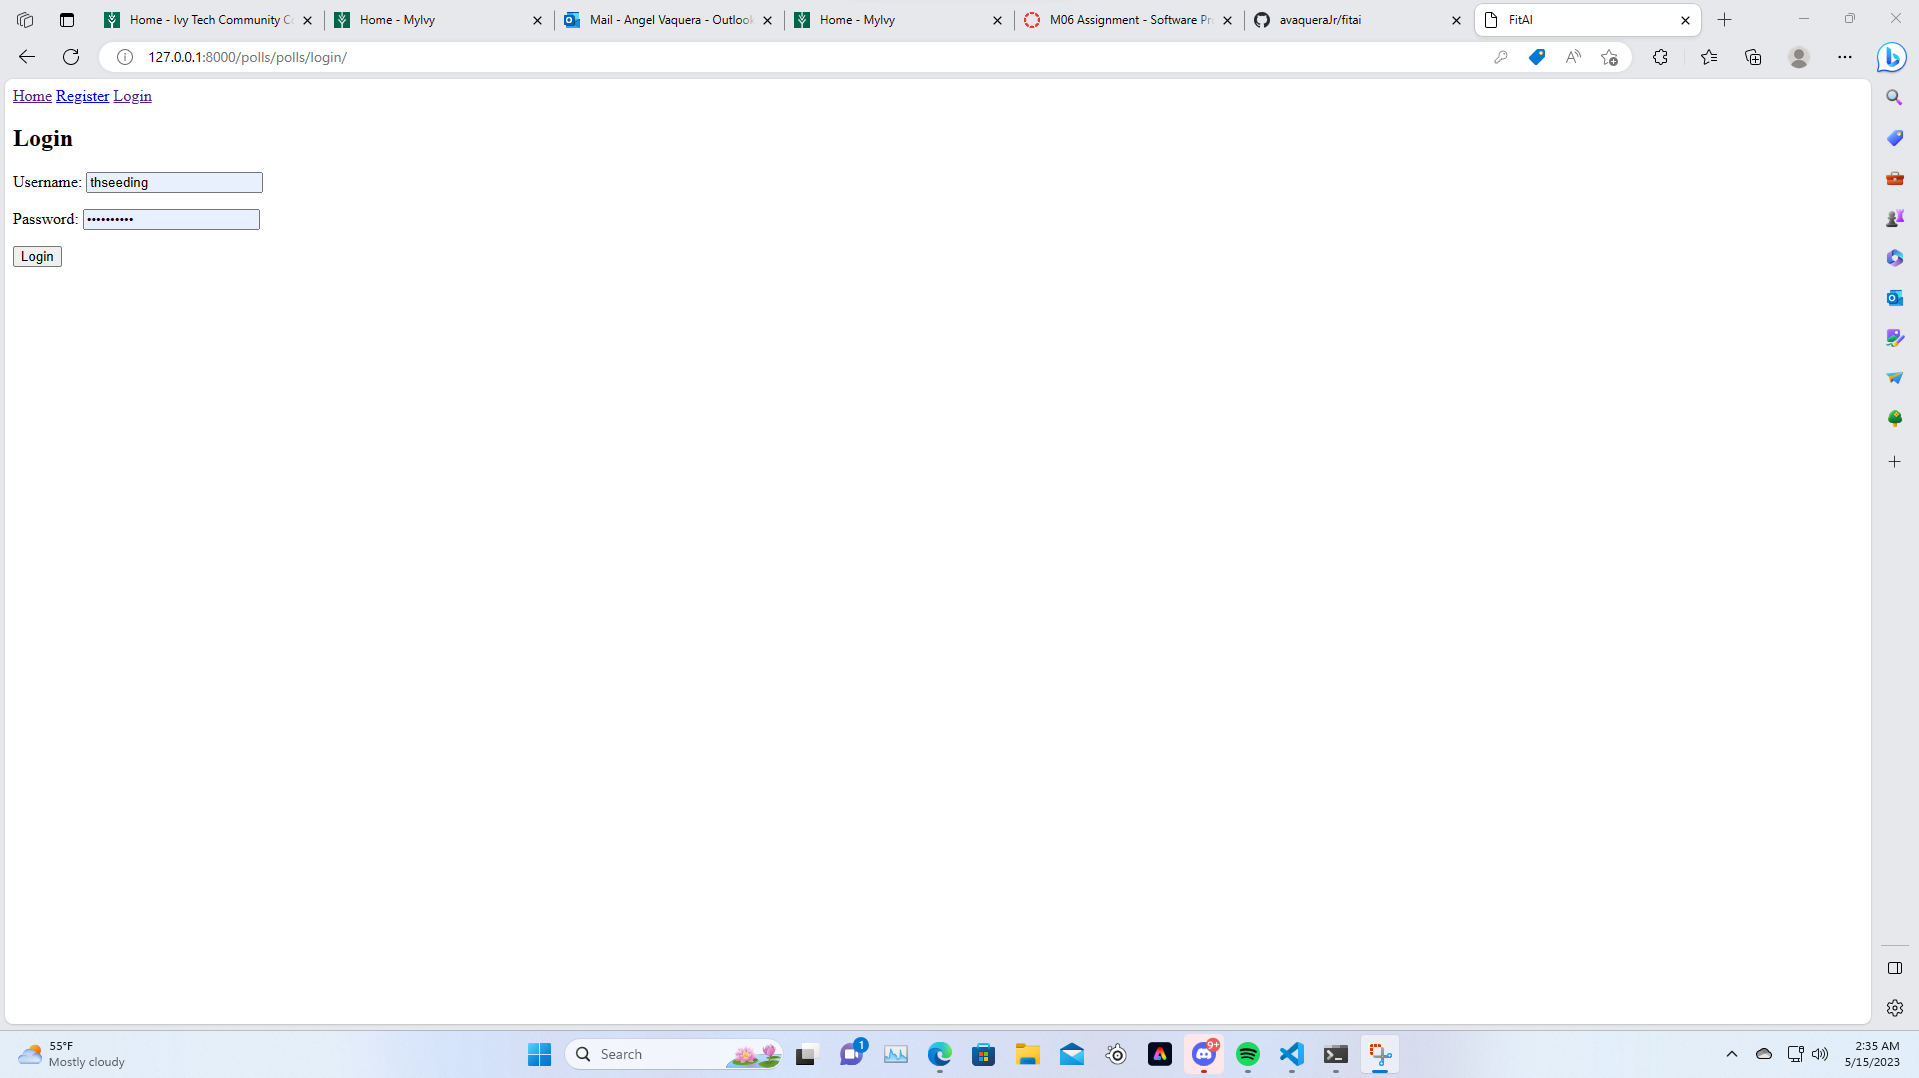 Home - Ivy Tech Community Co
Home - MyIvy
Mail - Angel Vaquera - Outlook
Home - MyIvy
M06 Assignment - Software Pr
avaqueraJr/fitai
FitAI
127.0.0.1:8000/polls/polls/login/
Home Register Login
Login
Username: thseeding
Password: ••••••••••
Login
55°F
Mostly cloudy
Search
1
9+
2:35 AM
5/15/2023